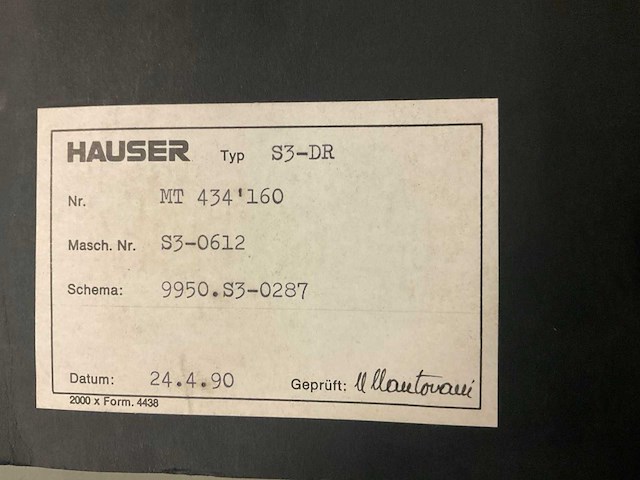 HAUSER Typ S3-DR
Nr. MT 434'160
Masch. Nr. S3-0612
Schema: 9950.S3-0287
Datum: 24.4.90 Geprüft: Mantovani
2000 x Form. 4438